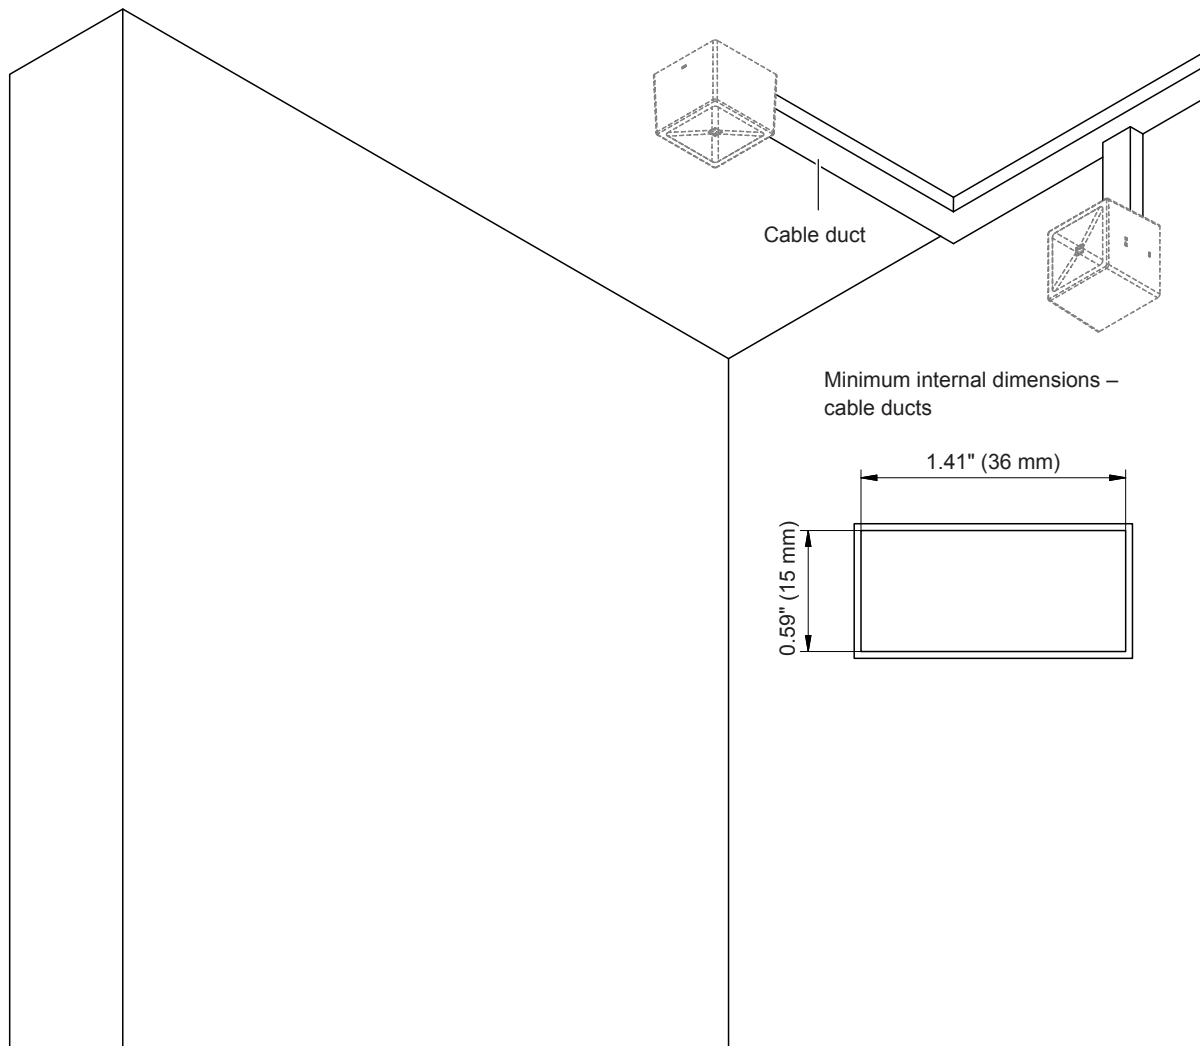 Cable duct
Minimum internal dimensions –
cable ducts
1.41" (36 mm)
0.59" (15 mm)